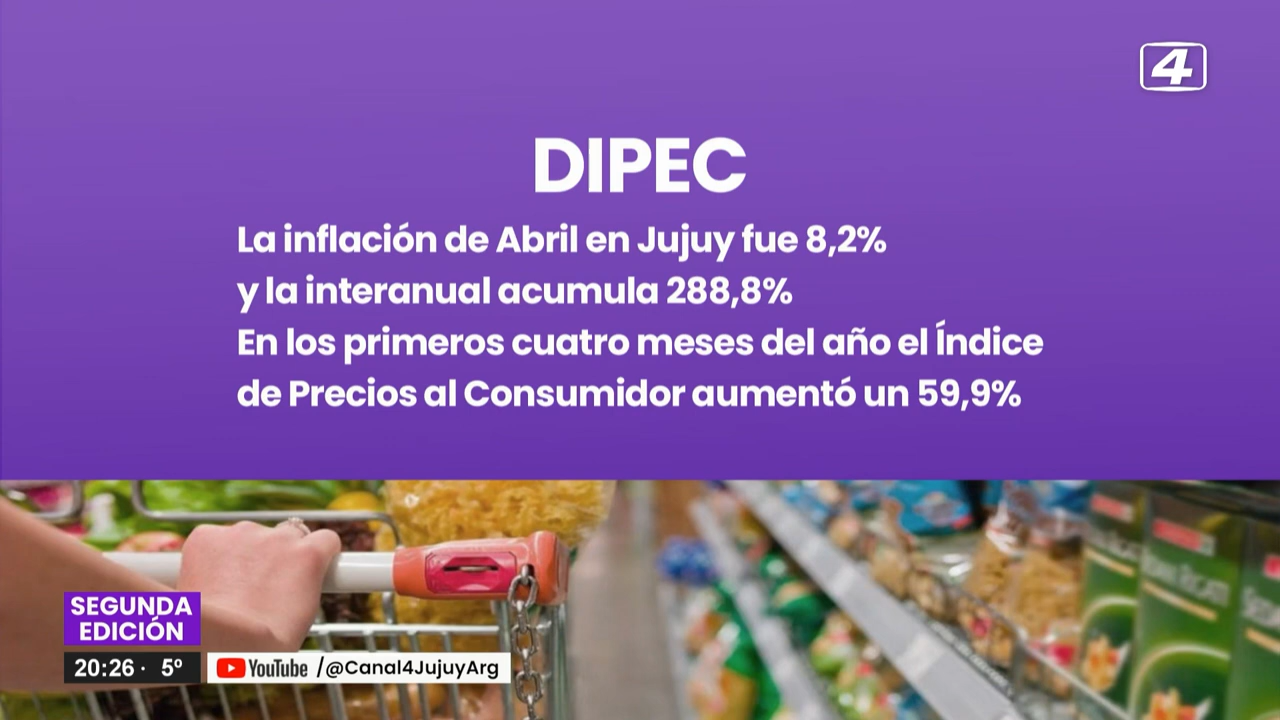 4
DIPEC
La inflación de Abril en Jujuy fue 8,2%
y la interanual acumula 288,8%
En los primeros cuatro meses del año el Índice
de Precios al Consumidor aumentó un 59,9%
SEGUNDA
EDICIÓN
20:26 · 5º
YouTube /@Canal4JujuyArg